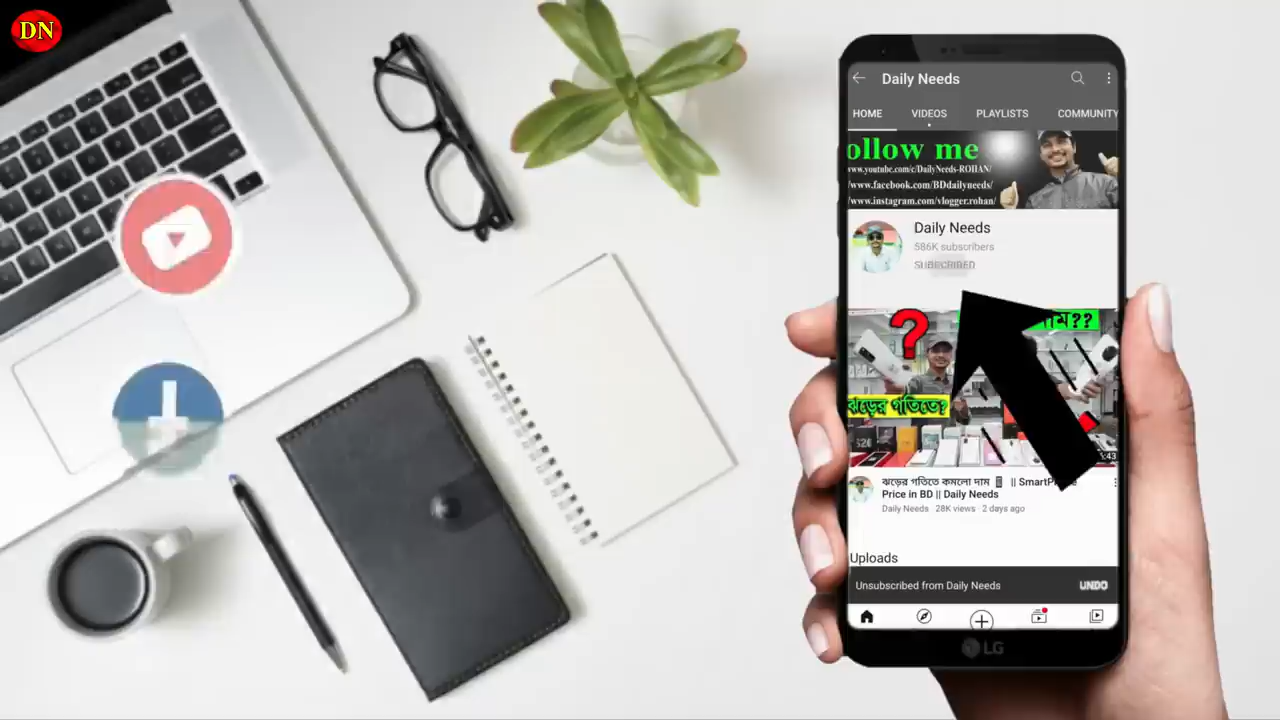 DN
Daily Needs
HOME VIDEOS PLAYLISTS COMMUNITY
ollow me
www.youtube.com/c/DailyNeeds-ROHAN/
/www.facebook.com/BDdailyneeds/
/www.instagram.com/vlogger.rohan/
Daily Needs
586K subscribers
SUBSCRIBED
?
??
ঝড়ের গতিতে?
ঝড়ের গতিতে কমলো দাম 📱 || SmartPh
Price in BD || Daily Needs
Daily Needs 28K views 2 days ago
Uploads
Unsubscribed from Daily Needs UNDO
LG